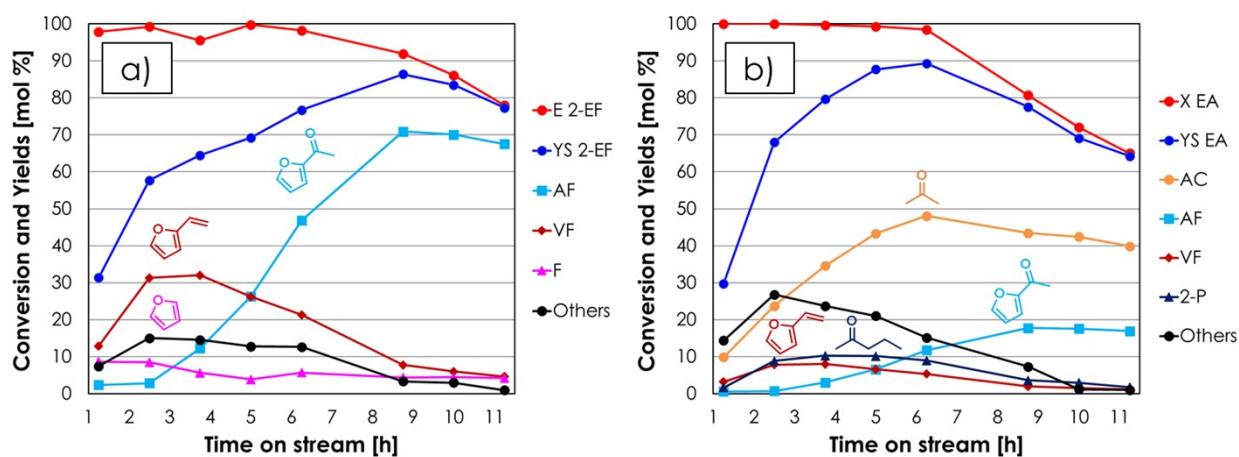 a)
Conversion and Yields [mol %]
100
90
80
70
60
50
40
30
20
10
0
O
O
O
O
1 2 3 4 5 6 7 8 9 10 11
Time on stream [h]
E 2-EF
YS 2-EF
AF
VF
F
Others
b)
Conversion and Yields [mol %]
100
90
80
70
60
50
40
30
20
10
0
O
O
O
O
O
1 2 3 4 5 6 7 8 9 10 11
Time on stream [h]
X EA
YS EA
AC
AF
VF
2-P
Others